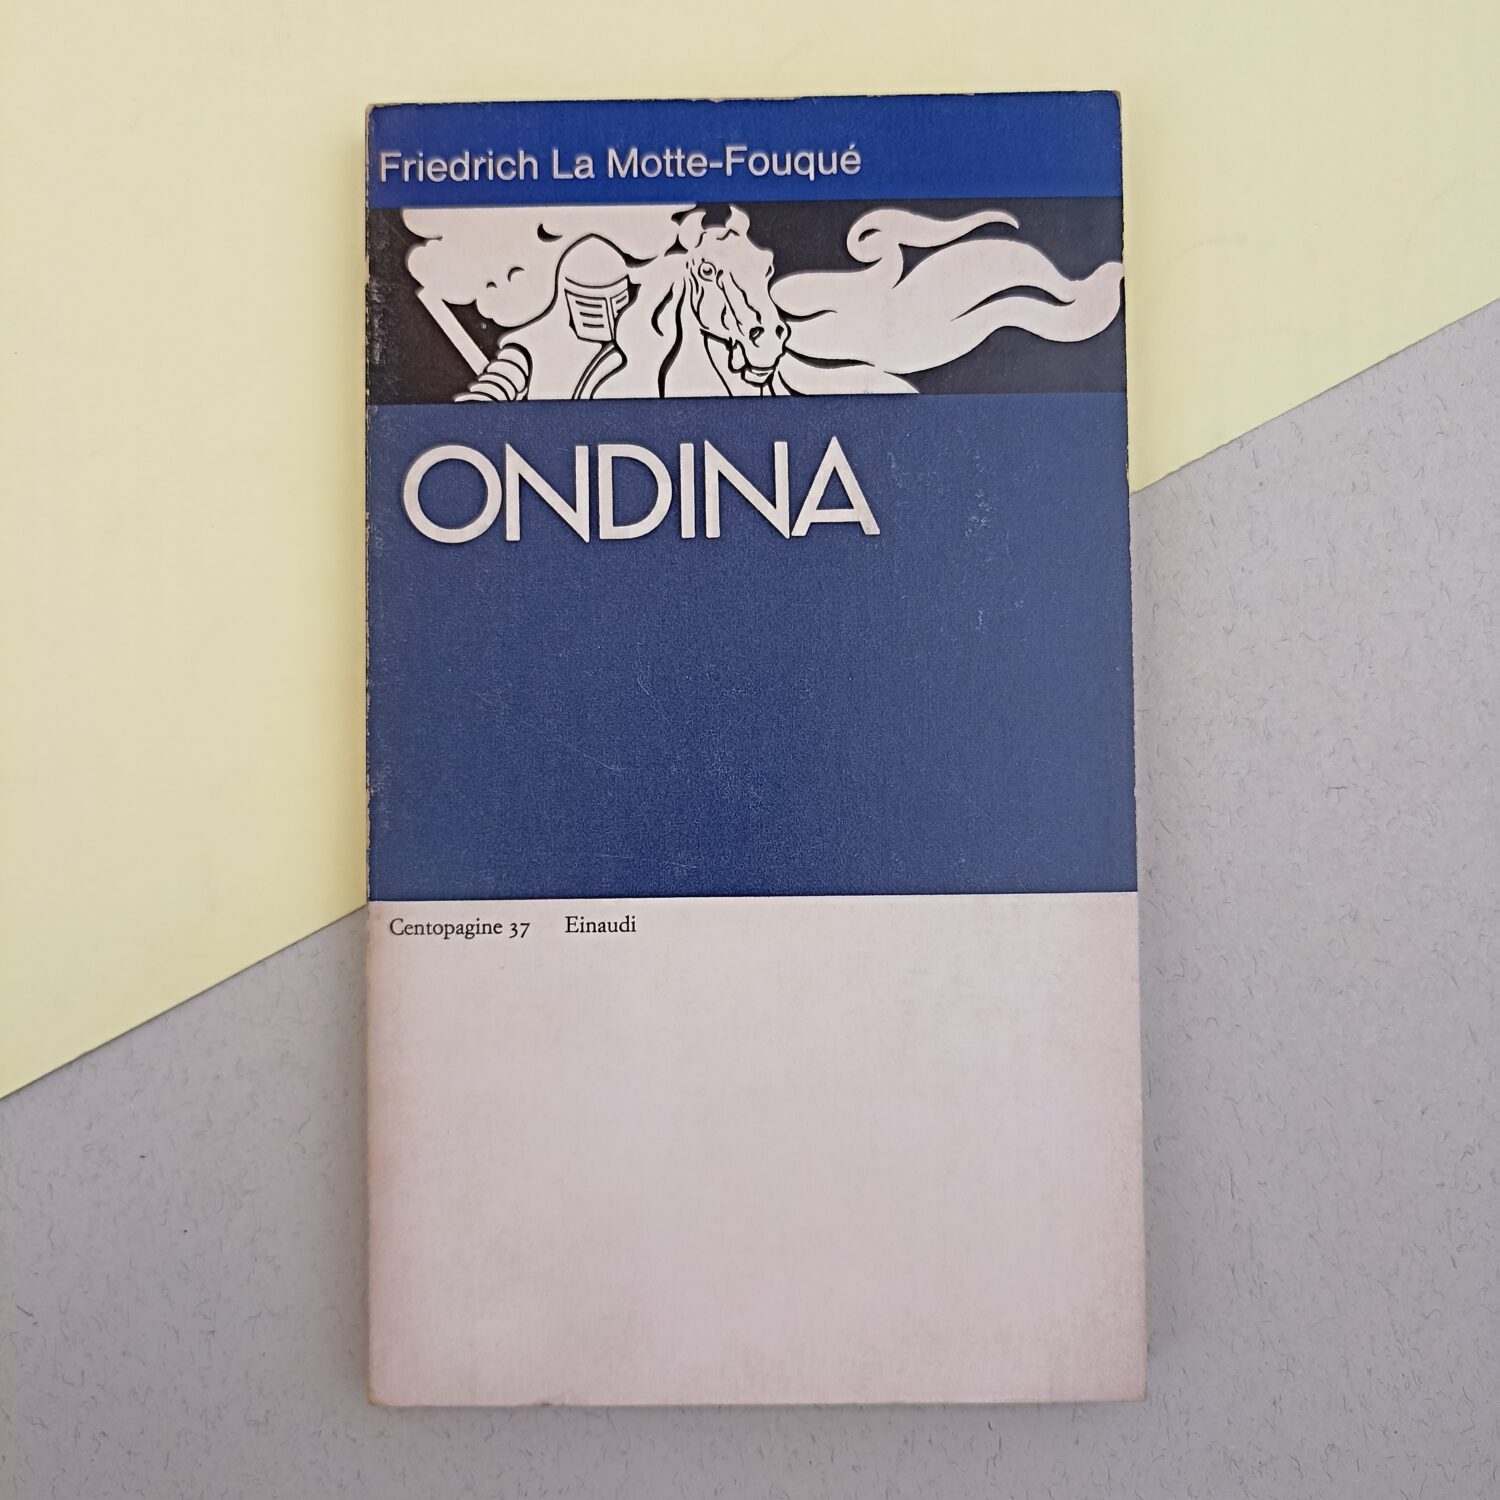 Friedrich La Motte-Fouqué
ONDINA
Centopagine 37 Einaudi